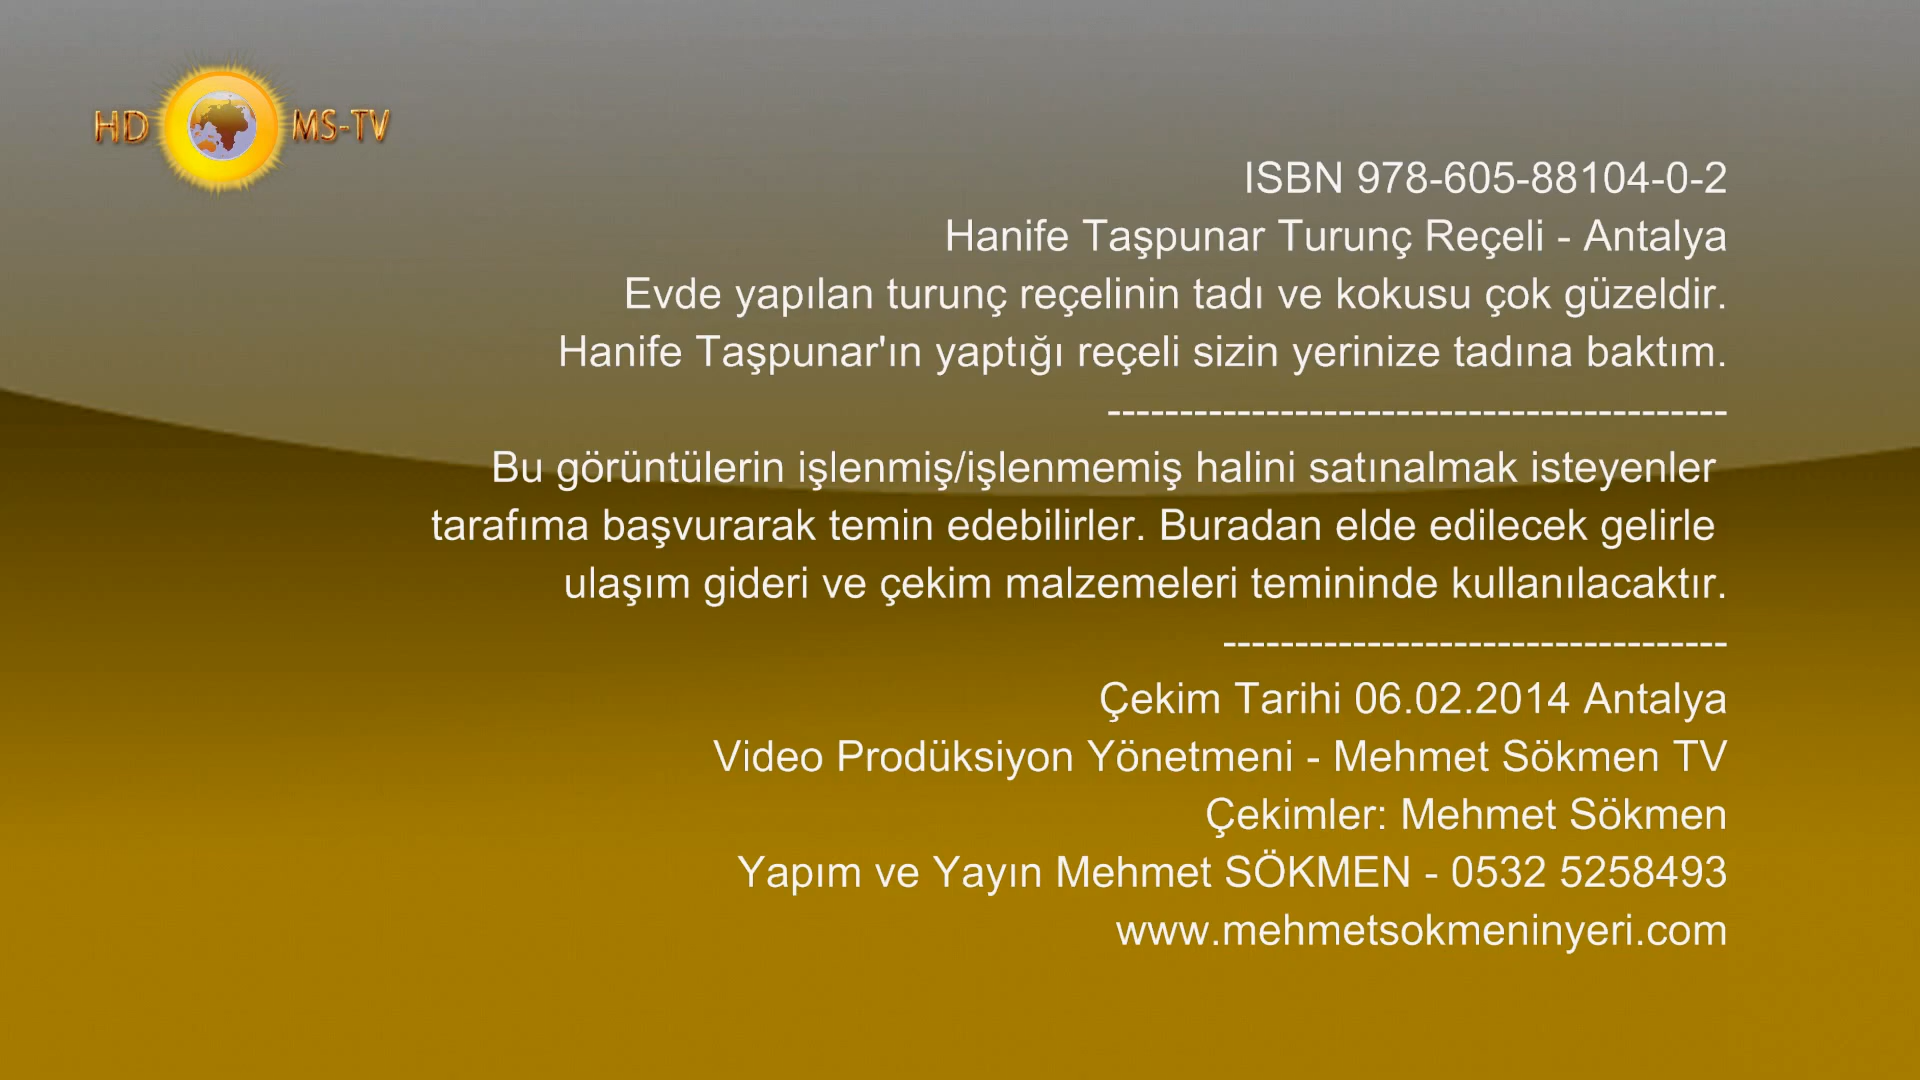 HD MS-TV
ISBN 978-605-88104-0-2
Hanife Taşpunar Turunç Reçeli - Antalya
Evde yapılan turunç reçelinin tadı ve kokusu çok güzeldir.
Hanife Taşpunar'ın yaptığı reçeli sizin yerinize tadına baktım.
-------------------------------------------
Bu görüntülerin işlenmiş/işlenmemiş halini satınalmak isteyenler
tarafıma başvurarak temin edebilirler. Buradan elde edilecek gelirle
ulaşım gideri ve çekim malzemeleri temininde kullanılacaktır.
-----------------------------------
Çekim Tarihi 06.02.2014 Antalya
Video Prodüksiyon Yönetmeni - Mehmet Sökmen TV
Çekimler: Mehmet Sökmen
Yapım ve Yayın Mehmet SÖKMEN - 0532 5258493
www.mehmetsokmeninyeri.com